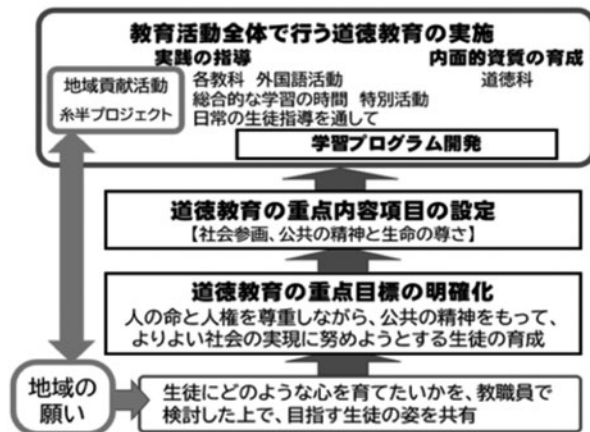 教育活動全体で行う道徳教育の実施
実践の指導
内面的資質の育成
地域貢献活動
糸半プロジェクト
各教科 外国語活動
総合的な学習の時間 特別活動
日常の生徒指導を通して
道徳科
学習プログラム開発
道徳教育の重点内容項目の設定
【社会参画、公共の精神と生命の尊さ】
道徳教育の重点目標の明確化
人の命と人権を尊重しながら、公共の精神をもって、
よりよい社会の実現に努めようとする生徒の育成
地域の
願い
生徒にどのような心を育てたいかを、教職員で
検討した上で、目指す生徒の姿を共有